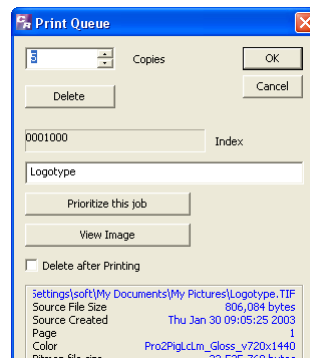 Print Queue
5 Copies OK
Delete Cancel
0001000 Index
Logotype
Prioritize this job
View Image
Delete after Printing
Settings\soft\My Documents\My Pictures\Logotype.TIF
Source File Size 806,084 bytes
Source Created Thu Jan 30 09:05:25 2003
Page 1
Color Pro2PigLcLm_Gloss_v720x1440